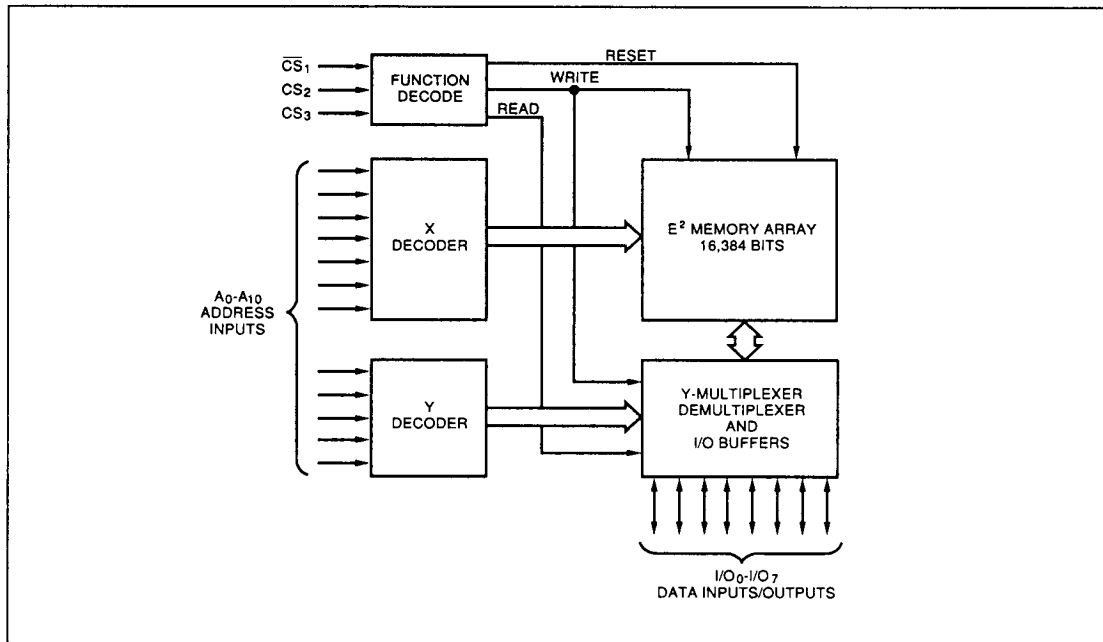 RESET
C̅S̅₁
CS₂
CS₃
FUNCTION
DECODE
WRITE
READ
X
DECODER
E² MEMORY ARRAY
16,384 BITS
A₀-A₁₀
ADDRESS
INPUTS
Y
DECODER
Y-MULTIPLEXER
DEMULTIPLEXER
AND
I/O BUFFERS
I/O₀-I/O₇
DATA INPUTS/OUTPUTS